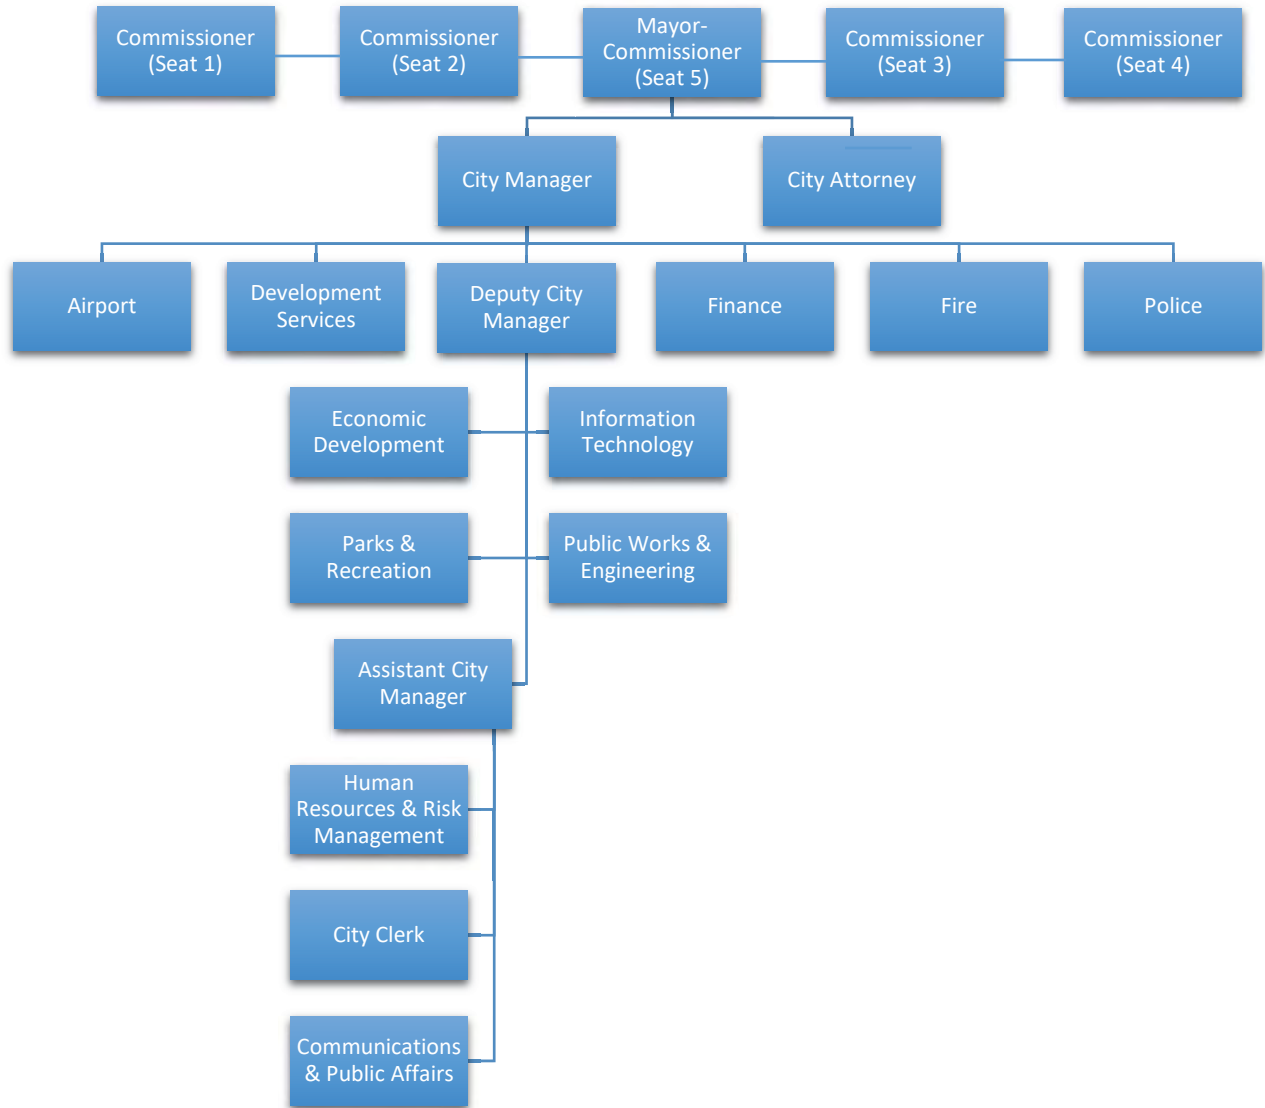 Commissioner
(Seat 1)
Commissioner
(Seat 2)
Mayor-
Commissioner
(Seat 5)
Commissioner
(Seat 3)
Commissioner
(Seat 4)
City Manager
City Attorney
Airport
Development
Services
Deputy City
Manager
Finance
Fire
Police
Economic
Development
Information
Technology
Parks &
Recreation
Public Works &
Engineering
Assistant City
Manager
Human
Resources & Risk
Management
City Clerk
Communications
& Public Affairs